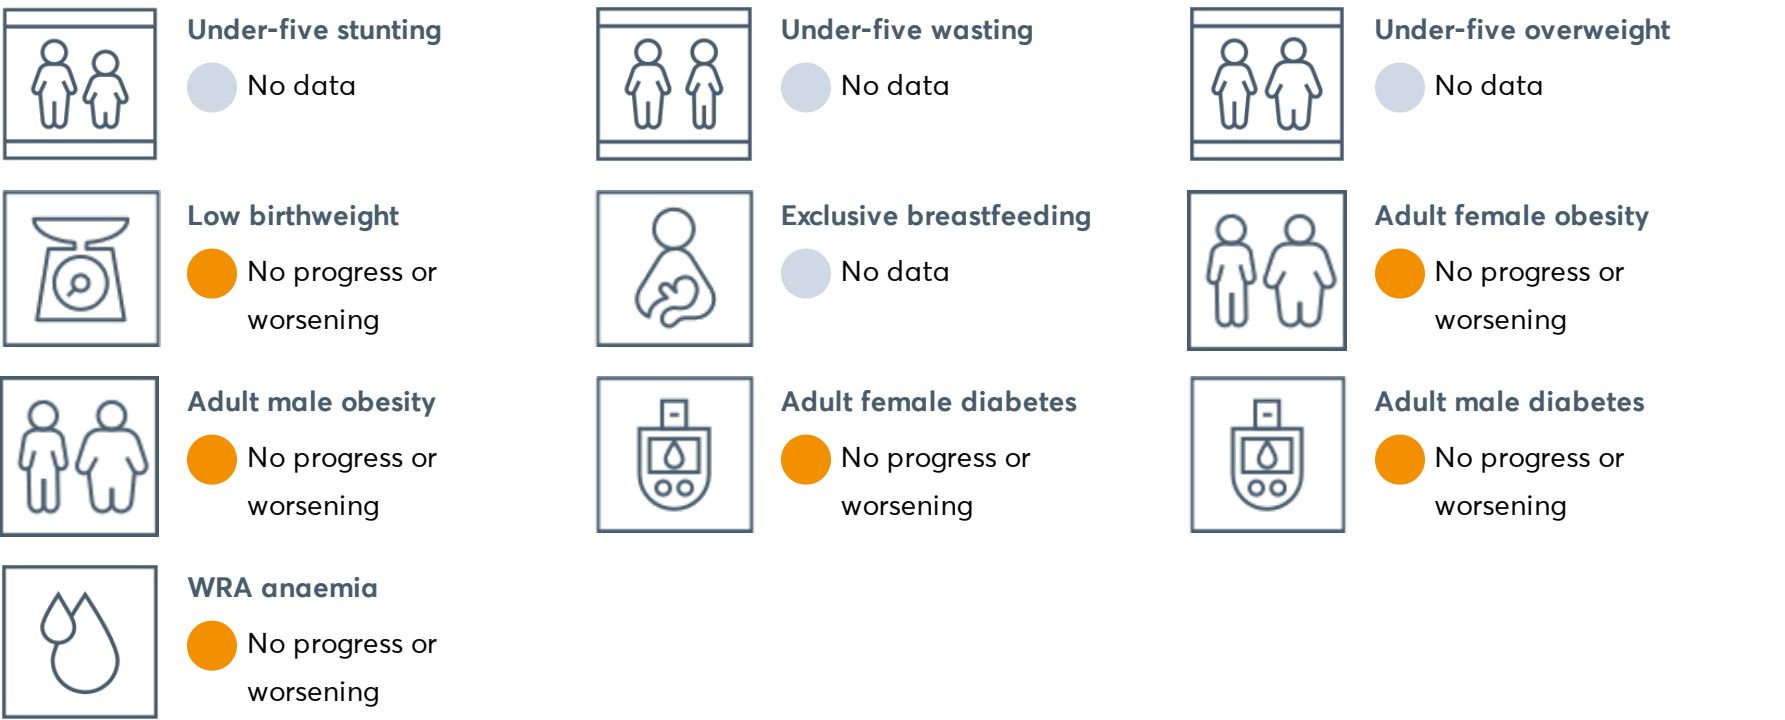 Under-five stunting
No data
Under-five wasting
No data
Under-five overweight
No data
Low birthweight
No progress or
worsening
Exclusive breastfeeding
No data
Adult female obesity
No progress or
worsening
Adult male obesity
No progress or
worsening
Adult female diabetes
No progress or
worsening
Adult male diabetes
No progress or
worsening
WRA anaemia
No progress or
worsening